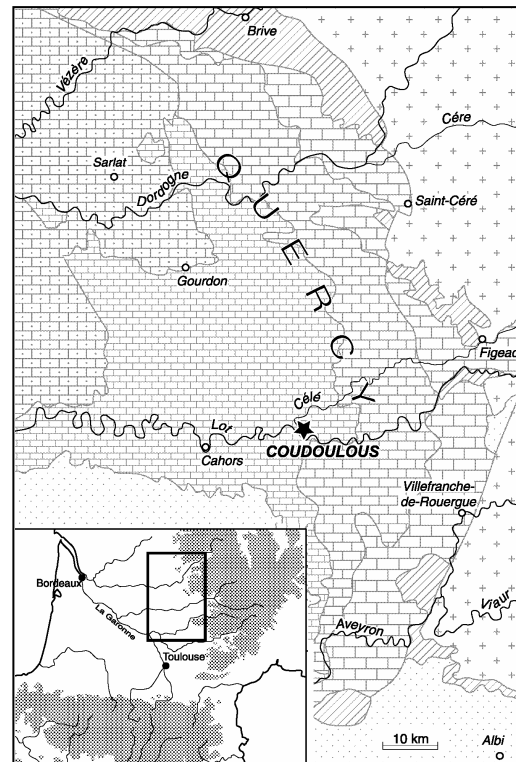 Brive
Vézère
Cére
Sarlat
Dordogne
QUERCY
Saint-Céré
Gourdon
Figeac
Célé
Lot
COUDOULOUS
Cahors
Villefranche-
de-Rouergue
Bordeaux
La Garonne
Toulouse
Aveyron
Viaur
10 km
Albi